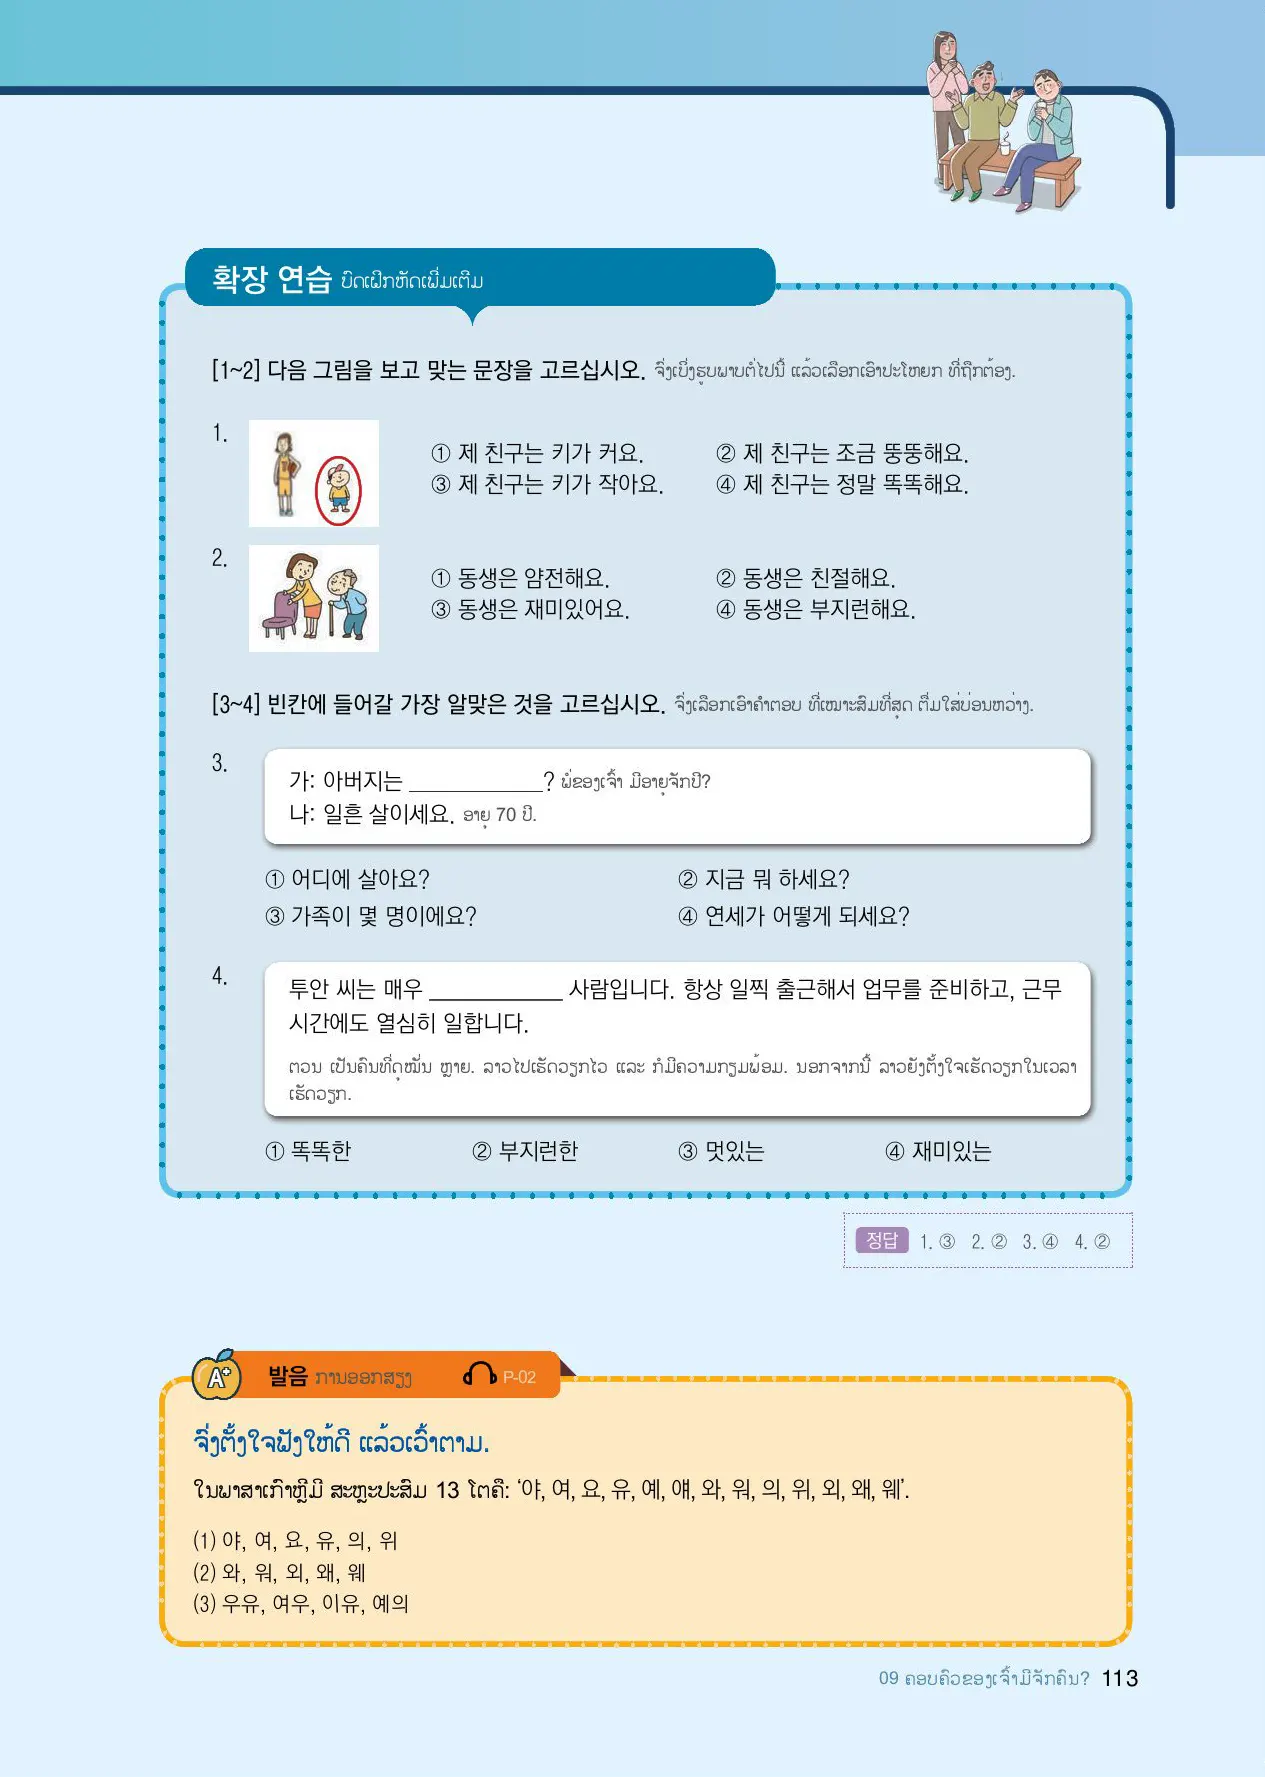 확장 연습 ບົດເຝິກຫັດເພີ່ມເຕີມ
[1~2] 다음 그림을 보고 맞는 문장을 고르십시오. ຈົ່ງເບິ່ງຮູບພາບຕໍ່ໄປນີ້ ແລ້ວເລືອກເອົາປະໂຫຍກ ທີ່ຖືກຕ້ອງ.
1.
① 제 친구는 키가 커요. ② 제 친구는 조금 뚱뚱해요.
③ 제 친구는 키가 작아요. ④ 제 친구는 정말 똑똑해요.
2.
① 동생은 얌전해요. ② 동생은 친절해요.
③ 동생은 재미있어요. ④ 동생은 부지런해요.
[3~4] 빈칸에 들어갈 가장 알맞은 것을 고르십시오. ຈົ່ງເລືອກເອົາຄຳຕອບ ທີ່ເໝາະສົມທີ່ສຸດ ຕື່ມໃສ່ບ່ອນຫວ່າງ.
3.
가: 아버지는 ____________? ພໍ່ຂອງເຈົ້າ ມີອາຍຸຈັກປີ?
나: 일흔 살이세요. ອາຍຸ 70 ປີ.
① 어디에 살아요? ② 지금 뭐 하세요?
③ 가족이 몇 명이에요? ④ 연세가 어떻게 되세요?
4.
투안 씨는 매우 ____________ 사람입니다. 항상 일찍 출근해서 업무를 준비하고, 근무
시간에도 열심히 일합니다.
ຕວນ ເປັນຄົນທີ່ດຸໝັ່ນ ຫຼາຍ. ລາວໄປເຮັດວຽກໄວ ແລະ ກໍມີຄວາມກຽມພ້ອມ. ນອກຈາກນີ້ ລາວຍັງຕັ້ງໃຈເຮັດວຽກໃນເວລາ
ເຮັດວຽກ.
① 똑똑한 ② 부지런한 ③ 멋있는 ④ 재미있는
정답 1. ③ 2. ② 3. ④ 4. ②
A+ 발음 ການອອກສຽງ P-02
ຈົ່ງຕັ້ງໃຈຟັງໃຫ້ດີ ແລ້ວເວົ້າຕາມ.
ໃນພາສາເກົາຫຼີມີ ສະຫຼະປະສົມ 13 ໂຕຄື: ‘야, 여, 요, 유, 예, 얘, 와, 워, 의, 위, 외, 왜, 웨’.
(1) 야, 여, 요, 유, 의, 위
(2) 와, 워, 외, 왜, 웨
(3) 우유, 여우, 이유, 예의
09 ຄອບຄົວຂອງເຈົ້າມີຈັກຄົນ? 113